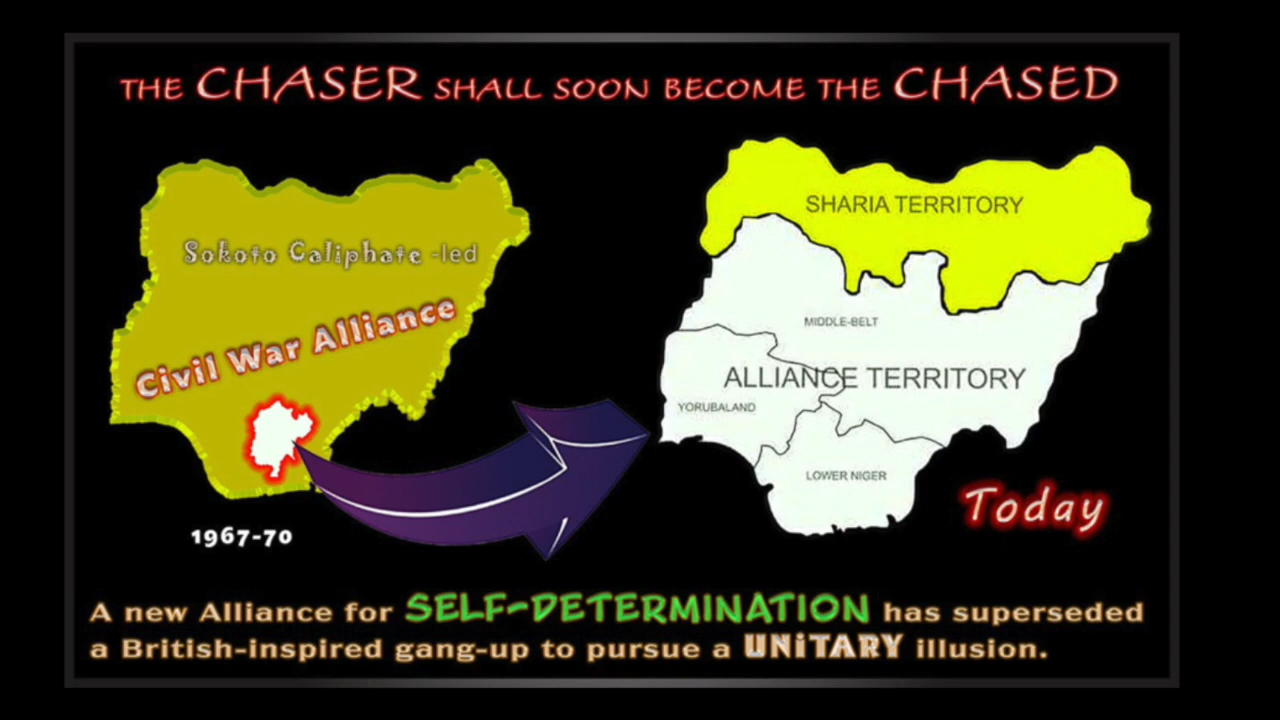 THE CHASER SHALL SOON BECOME THE CHASED
Sokoto Caliphate -led
Civil War Alliance
1967-70
SHARIA TERRITORY
MIDDLE-BELT
ALLIANCE TERRITORY
YORUBALAND
LOWER NIGER
Today
A new Alliance for SELF-DETERMINATION has superseded
a British-inspired gang-up to pursue a UNiTARY illusion.